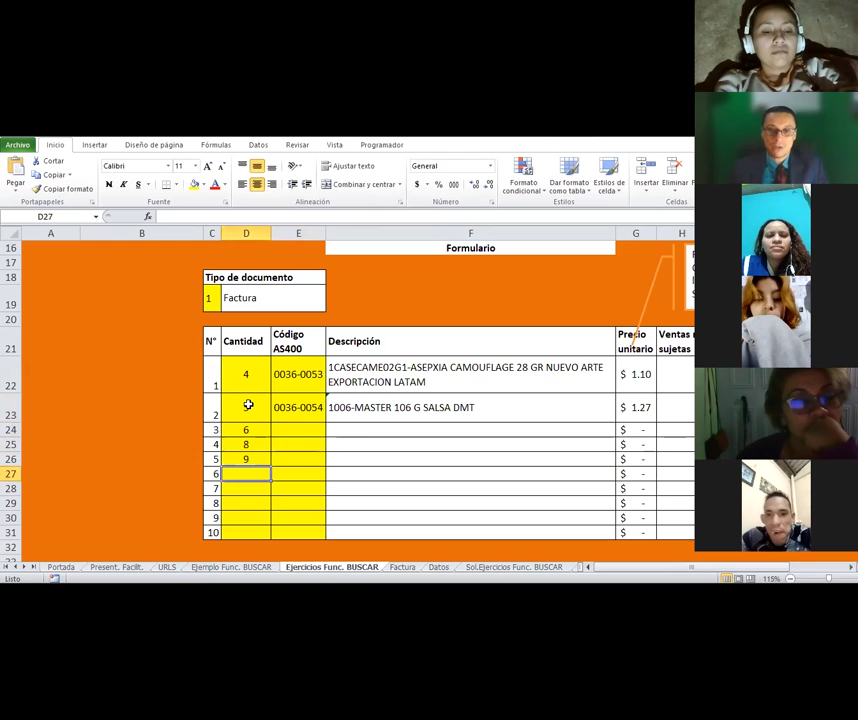 Archivo Inicio Insertar Diseño de página Fórmulas Datos Revisar Vista Programador
Pegar
Cortar
Copiar
Copiar formato
Portapapeles
Calibri 11 A A
N K S A
Fuente
Ajustar texto
Combinar y centrar
Alineación
General
$ % 000
Número
Formato condicional
Dar formato como tabla
Estilos de celda
Estilos
Insertar
Eliminar
Celdas
D27 fx
A B C D E F G H
16 Formulario
17
18 Tipo de documento
19 1 Factura
20
21 N° Cantidad Código AS400 Descripción Precio unitario Ventas sujetas
22 1 4 0036-0053 1CASECAME02G1-ASEPXIA CAMOUFLAGE 28 GR NUEVO ARTE
EXPORTACION LATAM $ 1.10
23 2 0036-0054 1006-MASTER 106 G SALSA DMT $ 1.27
24 3 6 $ -
25 4 8 $ -
26 5 9 $ -
27 6 $ -
28 7 $ -
29 8 $ -
30 9 $ -
31 10 $ -
32
Portada Present. Facilit. URLS Ejemplo Func. BUSCAR Ejercicios Func. BUSCAR Factura Datos Sol.Ejercicios Func. BUSCAR
Listo 115%